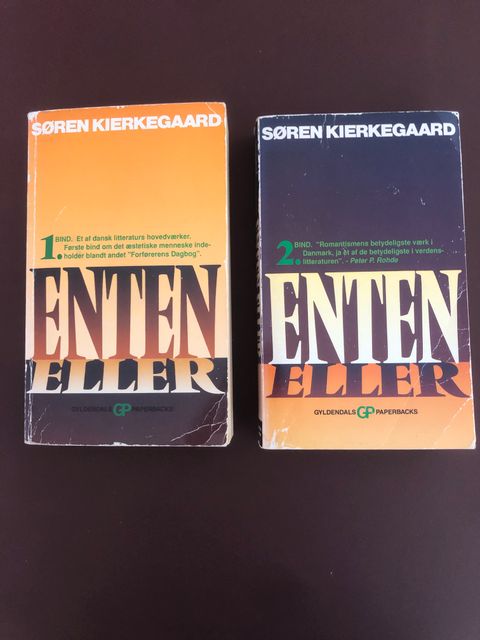 SØREN KIERKEGAARD
1. BIND. Et af dansk litteraturs hovedværker.
Første bind om det æstetiske menneske inde-
holder blandt andet "Forførerens Dagbog".
ENTEN
ELLER
GYLDENDALS GP PAPERBACKS
SØREN KIERKEGAARD
2. BIND. "Romantismens betydeligste værk i
Danmark, ja et af de betydeligste i verdens-
litteraturen". - Peter P. Rohde
ENTEN
ELLER
GYLDENDALS GP PAPERBACKS